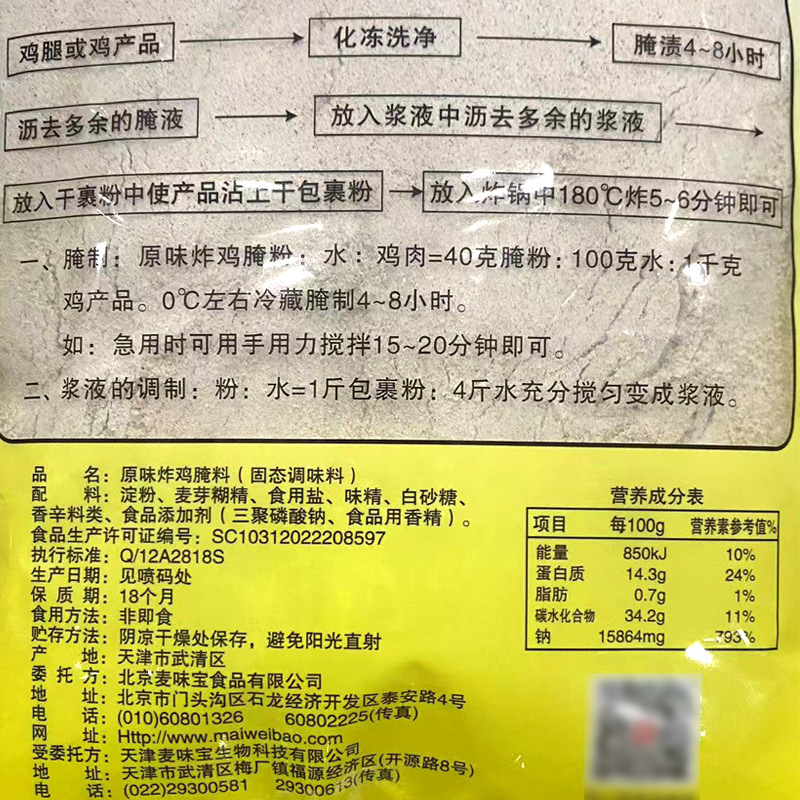 鸡腿或鸡产品 化冻洗净 腌渍4~8小时
沥去多余的腌液 放入浆液中沥去多余的浆液
放入干裹粉中使产品沾上干包裹粉 放入炸锅中180℃炸5~6分钟即可
一、腌制：原味炸鸡腌粉：水：鸡肉=40克腌粉：100克水：1千克
鸡产品。0℃左右冷藏腌制4~8小时。
如：急用时可用手用力搅拌15~20分钟即可。
二、浆液的调制：粉：水=1斤包裹粉：4斤水充分搅匀变成浆液。
品 名：原味炸鸡腌料（固态调味料）
配 料：淀粉、麦芽糊精、食用盐、味精、白砂糖、
香辛料类、食品添加剂（三聚磷酸钠、食品用香精）。
食品生产许可证编号：SC10312022208597
执行标准：Q/12A2818S
生产日期：见喷码处
保 质 期：18个月
食用方法：非即食
贮存方法：阴凉干燥处保存，避免阳光直射
产 地：天津市武清区
委 托 方：北京麦味宝食品有限公司
地 址：北京市门头沟区石龙经济开发区泰安路4号
电 话：(010)60801326 60802225(传真)
网 址：Http://www.maiweibao.com
受委托方：天津麦味宝生物科技有限公司
地 址：天津市武清区梅厂镇福源经济区(开源路8号)
电 话：(022)29300581 29300613(传真)
营养成分表
项目 每100g 营养素参考值%
能量 850kJ 10%
蛋白质 14.3g 24%
脂肪 0.7g 1%
碳水化合物 34.2g 11%
钠 15864mg 793%